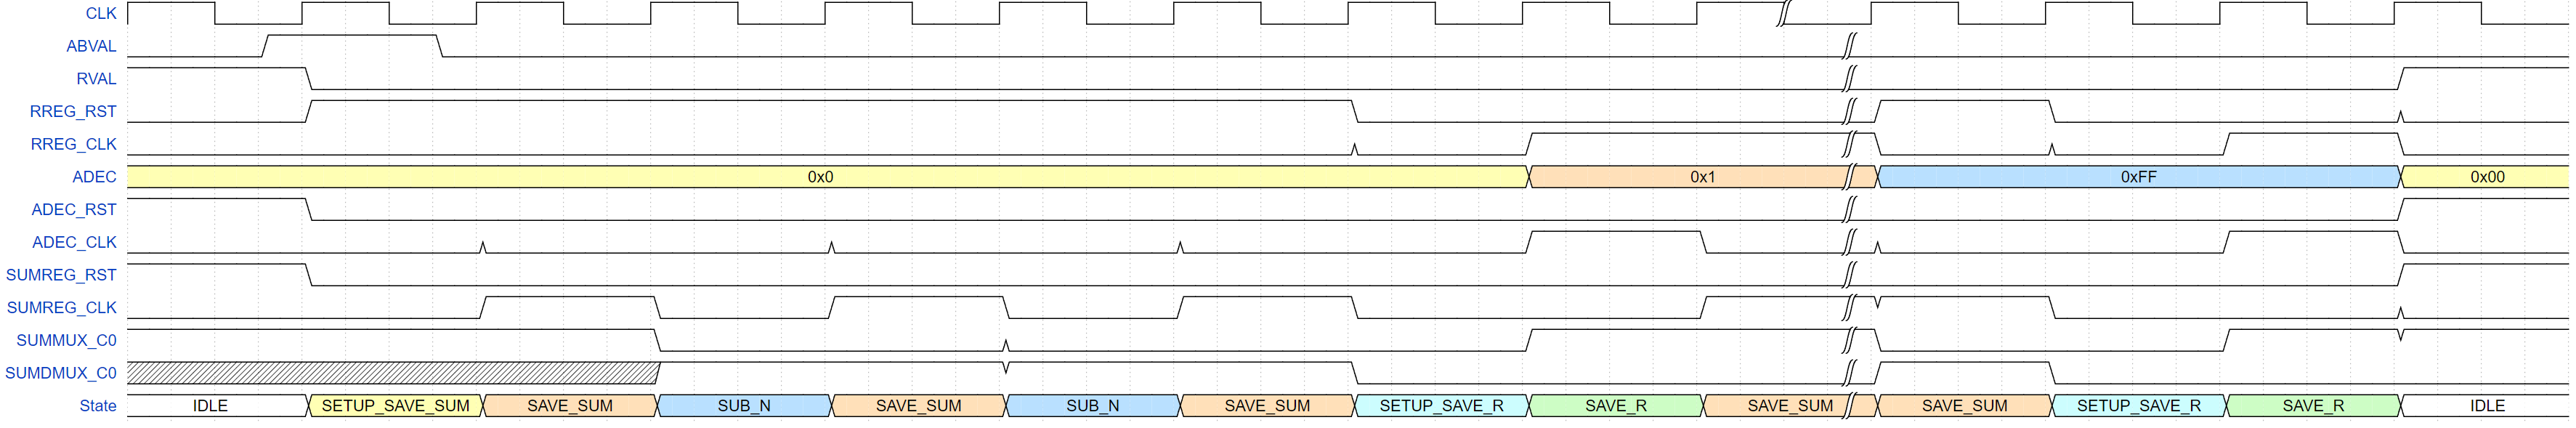 CLK
ABVAL
RVAL
RREG_RST
RREG_CLK
ADEC 0x0 0x1 0xFF 0x00
ADEC_RST
ADEC_CLK
SUMREG_RST
SUMREG_CLK
SUMMUX_C0
SUMDMUX_C0
State IDLE SETUP_SAVE_SUM SAVE_SUM SUB_N SAVE_SUM SUB_N SAVE_SUM SETUP_SAVE_R SAVE_R SAVE_SUM SAVE_SUM SETUP_SAVE_R SAVE_R IDLE